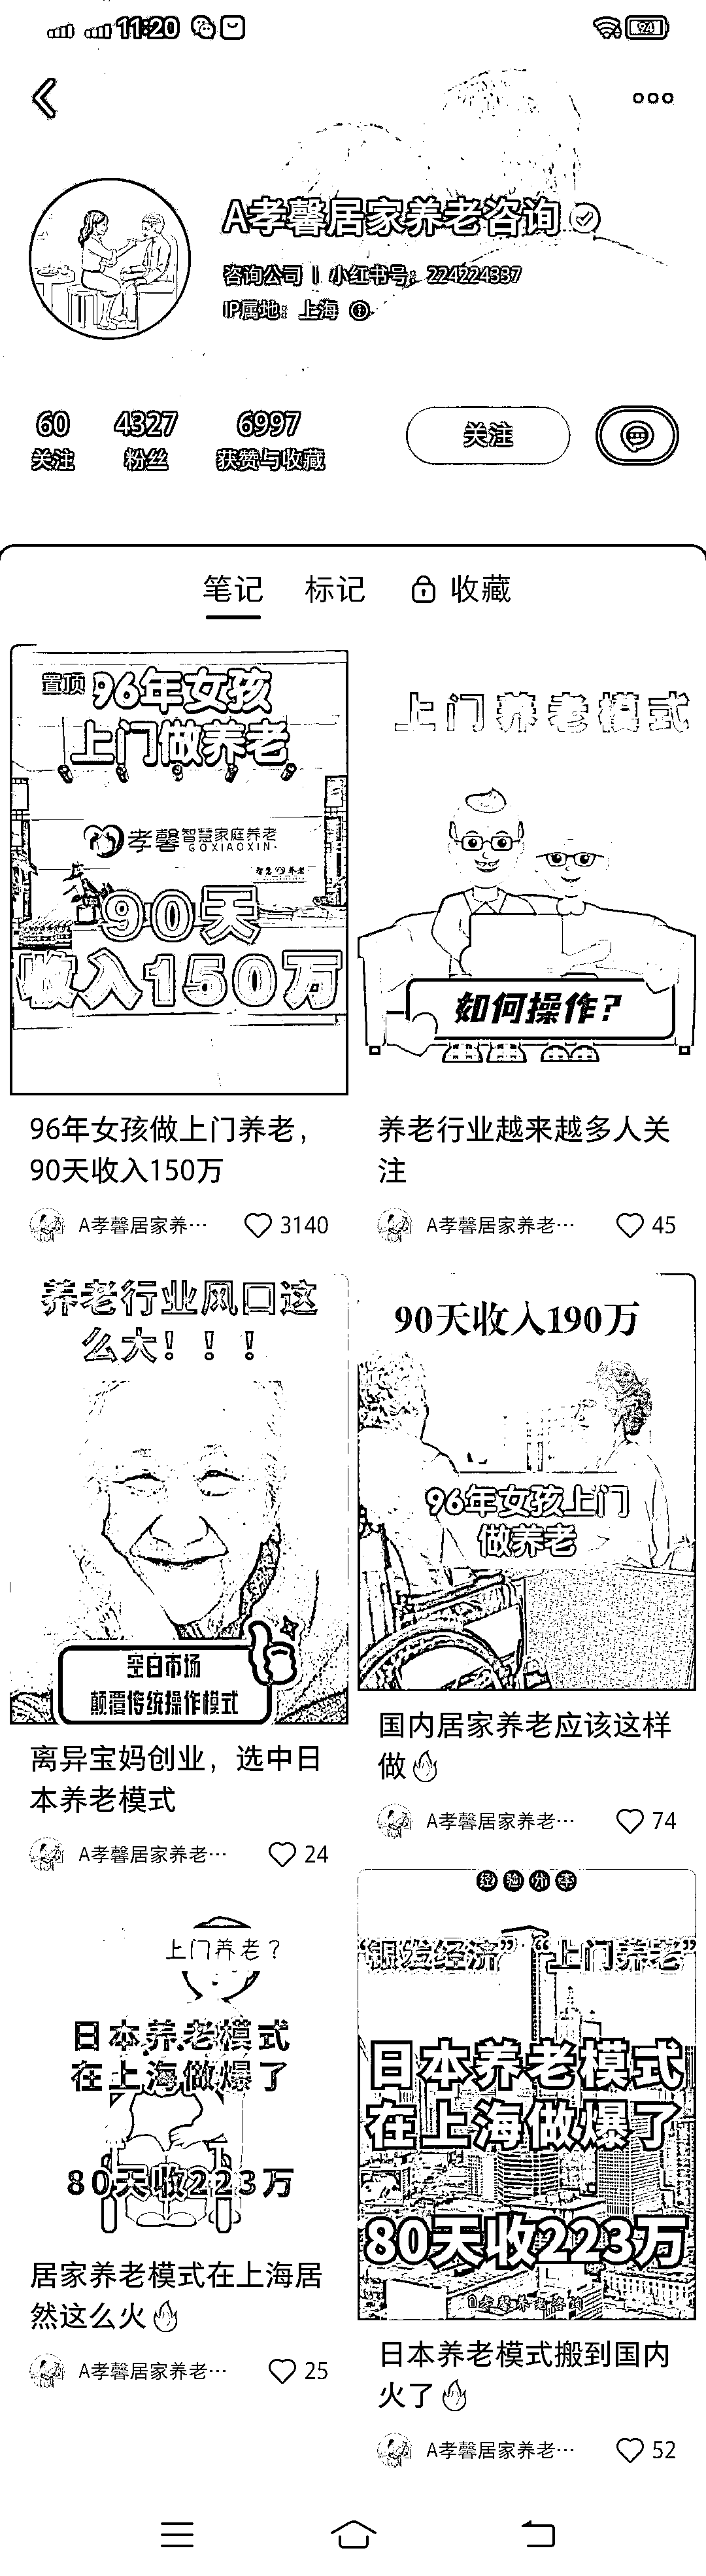 11:20
94
A孝馨居家养老咨询
咨询公司 | 小红书号：224224337
IP属地：上海
60
关注
4327
粉丝
6997
获赞与收藏
关注
笔记
标记
收藏
置顶
96年女孩
上门做养老
孝馨智慧家庭养老
GOXIAOXIN
90天
收入150万
96年女孩做上门养老，
90天收入150万
A孝馨居家养…
3140
上门养老模式
如何操作？
养老行业越来越多人关
注
A孝馨居家养老…
45
养老行业风口这
么大！！！
空白市场
颠覆传统操作模式
离异宝妈创业，选中日
本养老模式
A孝馨居家养老…
24
90天收入190万
96年女孩上门
做养老
国内居家养老应该这样
做🔥
A孝馨居家养老…
74
上门养老？
日本养老模式
在上海做爆了
80天收223万
居家养老模式在上海居
然这么火🔥
A孝馨居家养老…
25
经验分享
“银发经济”“上门养老”
日本养老模式
在上海做爆了
80天收223万
日本养老模式搬到国内
火了🔥
A孝馨居家养老…
52